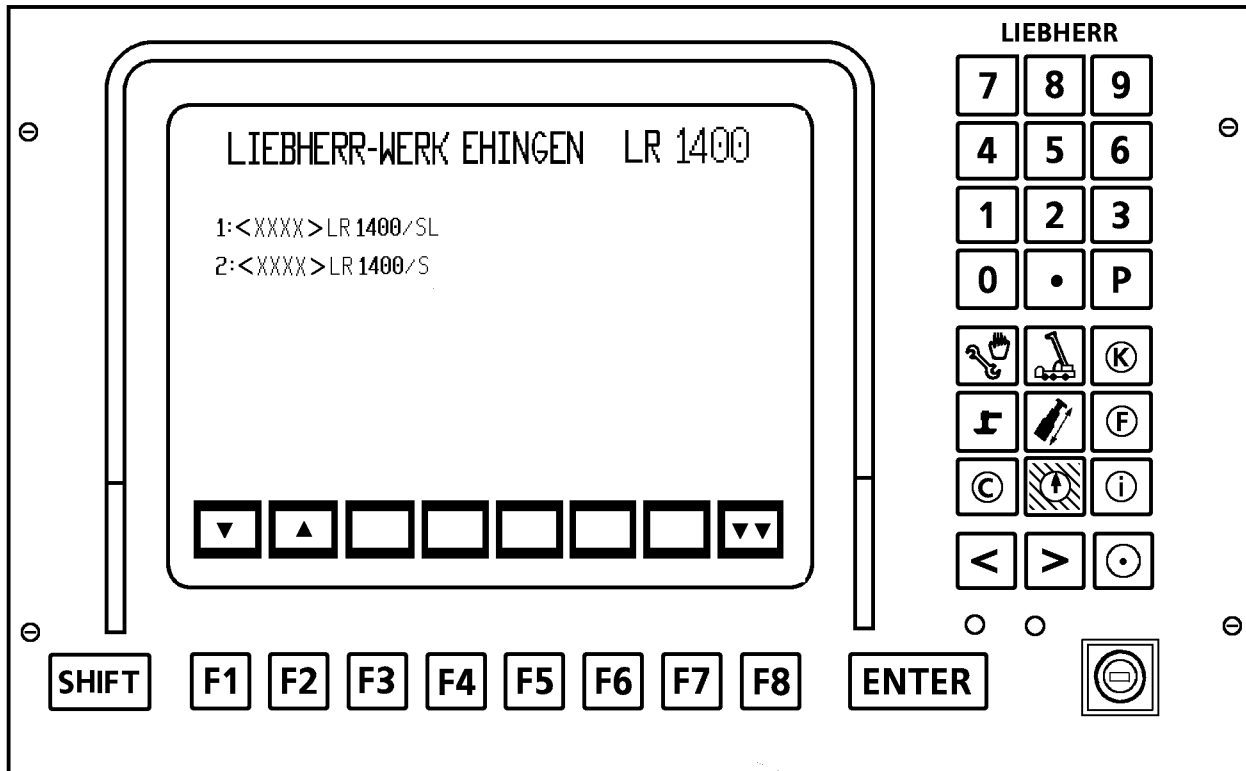 LIEBHERR
LIEBHERR-WERK EHINGEN LR 1400
1:<XXXX>LR 1400/SL
2:<XXXX>LR 1400/S
7 8 9
4 5 6
1 2 3
0 • P
K
F
C i
< >
SHIFT F1 F2 F3 F4 F5 F6 F7 F8 ENTER